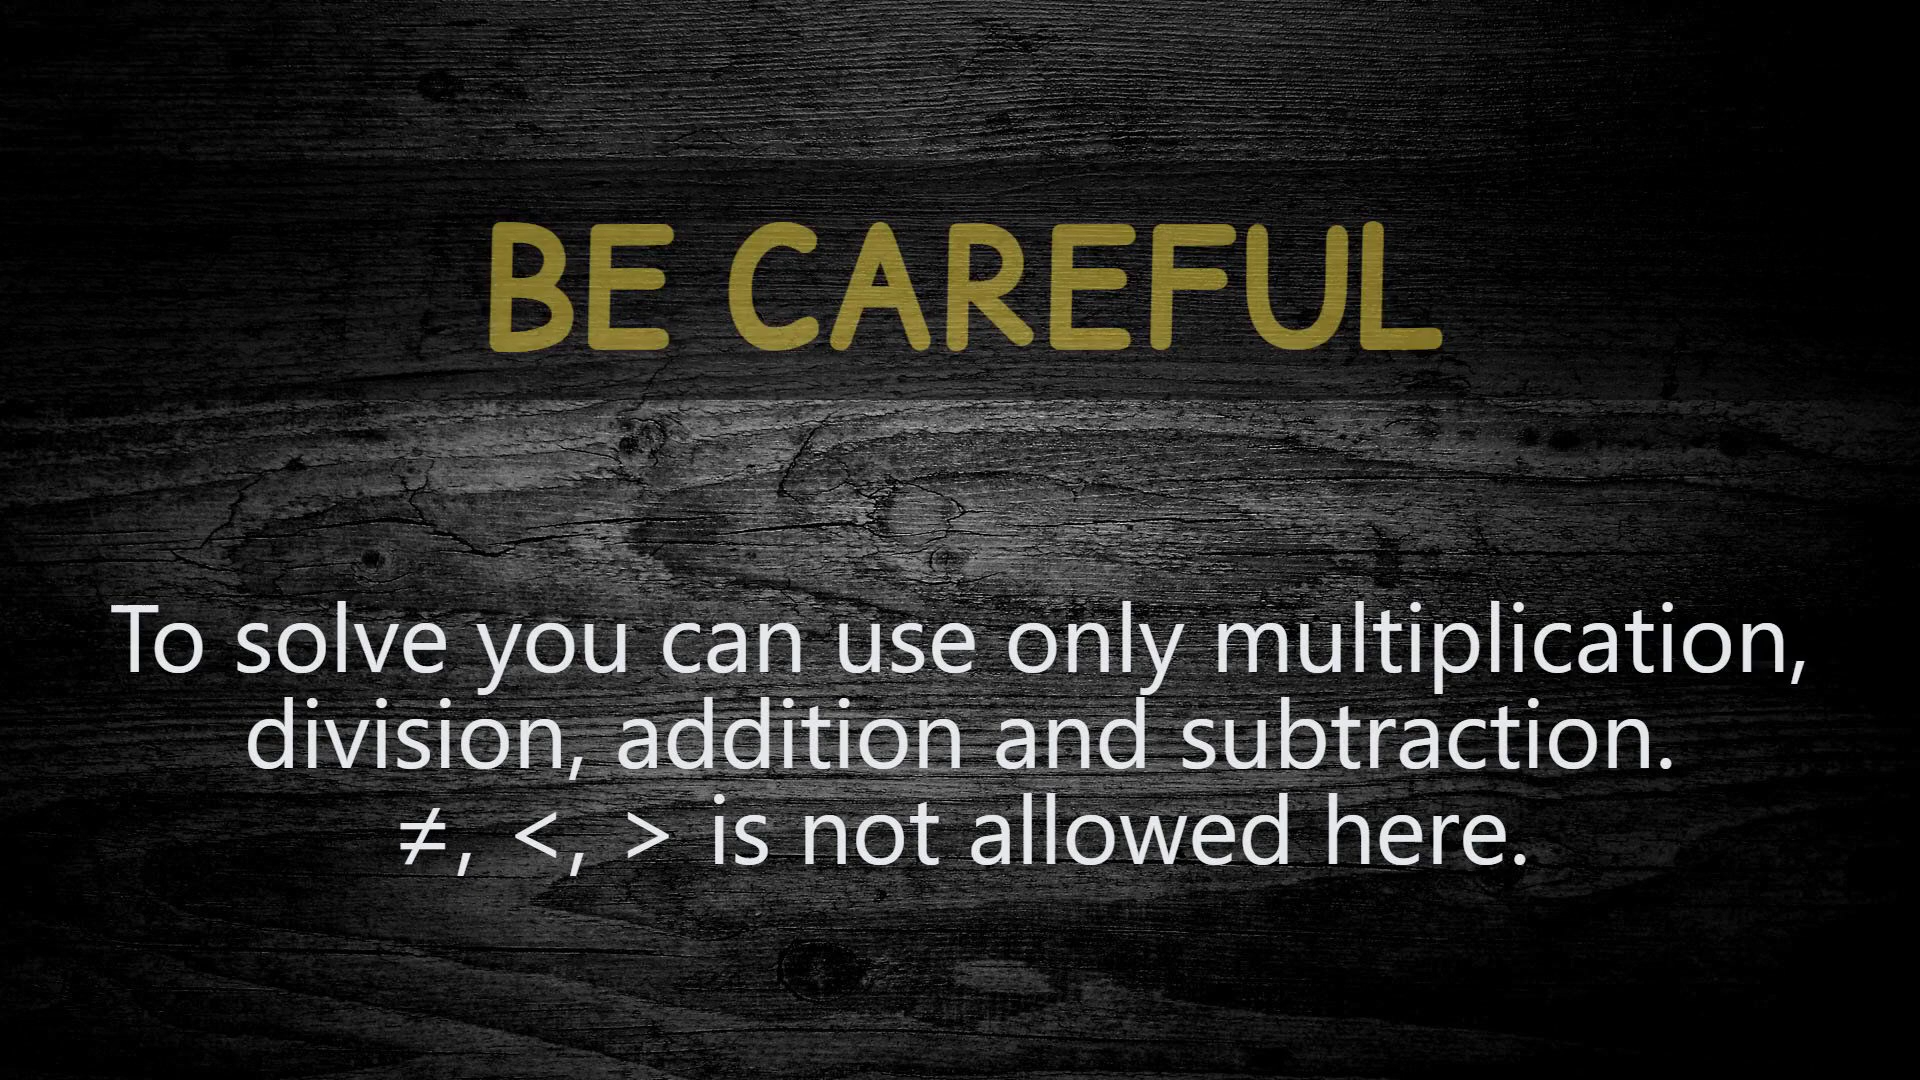 BE CAREFUL
To solve you can use only multiplication,
division, addition and subtraction.
≠, <, > is not allowed here.